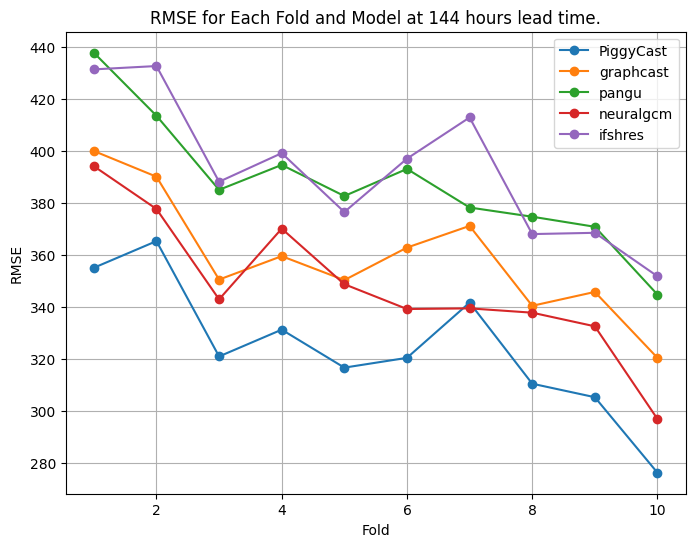 RMSE for Each Fold and Model at 144 hours lead time.
PiggyCast
graphcast
pangu
neuralgcm
ifshres
RMSE
440
420
400
380
360
340
320
300
280
2 4 6 8 10
Fold